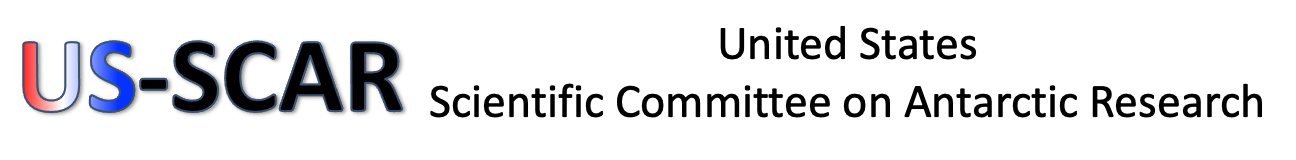 US-SCAR
United States
Scientific Committee on Antarctic Research